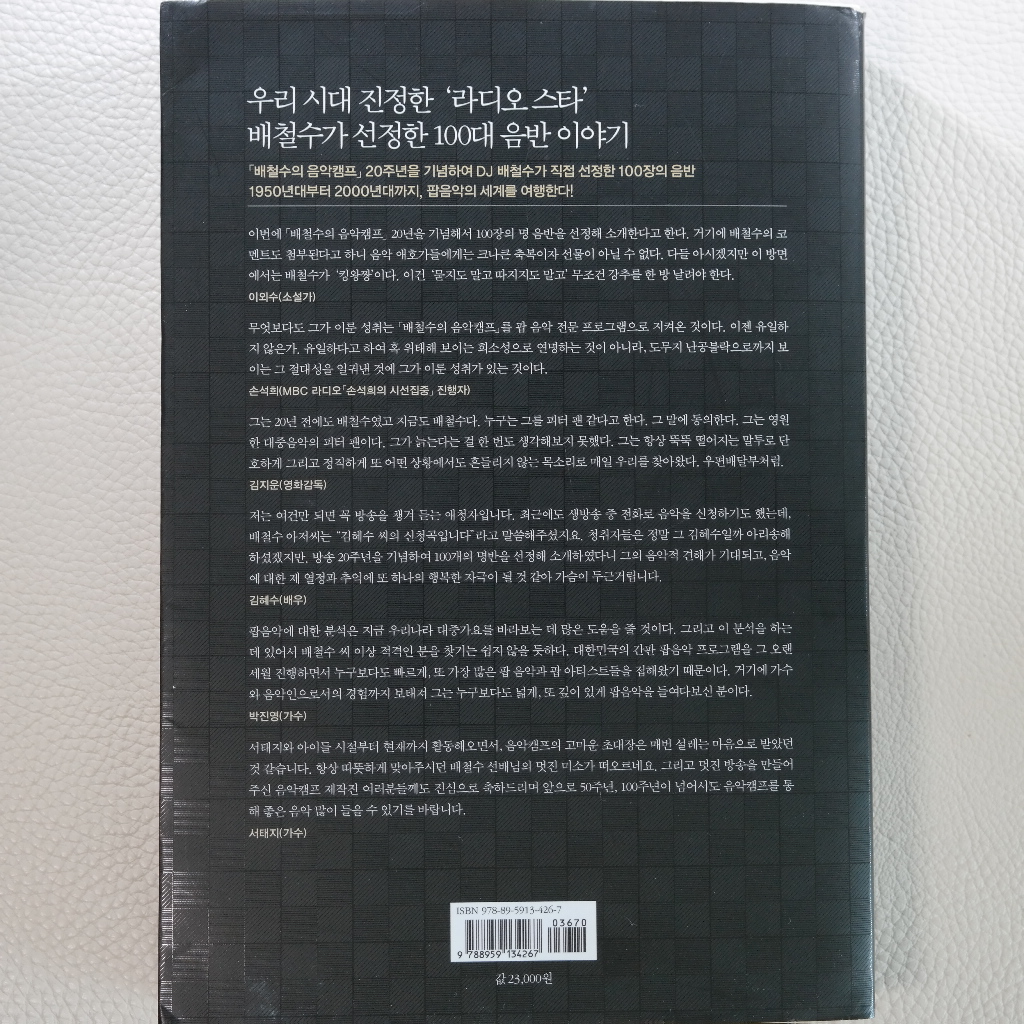 우리 시대 진정한 ‘라디오 스타’
배철수가 선정한 100대 음반 이야기
「배철수의 음악캠프」 20주년을 기념하여 DJ 배철수가 직접 선정한 100장의 음반
1950년대부터 2000년대까지, 팝음악의 세계를 여행한다!
이번에 「배철수의 음악캠프」 20년을 기념해서 100장의 명 음반을 선정해 소개한다고 한다. 거기에 배철수의 코
멘트도 첨부된다고 하니 음악 애호가들에게는 크나큰 축복이자 선물이 아닐 수 없다. 다들 아시겠지만 이 방면
에서는 배철수가 ‘킹왕짱’이다. 이건 ‘묻지도 말고 따지지도 말고’ 무조건 강추를 한 방 날려야 한다.
이외수(소설가)
무엇보다도 그가 이룬 성취는 「배철수의 음악캠프」를 팝 음악 전문 프로그램으로 지켜온 것이다. 이젠 유일하
지 않은가. 유일하다고 하여 혹 위태해 보이는 희소성으로 연명하는 것이 아니라, 도무지 난공불락으로까지 보
이는 그 절대성을 일궈낸 것에 그가 이룬 성취가 있는 것이다.
손석희(MBC 라디오 「손석희의 시선집중」 진행자)
그는 20년 전에도 배철수였고 지금도 배철수다. 누구는 그를 피터 팬 같다고 한다. 그 말에 동의한다. 그는 영원
한 대중음악의 피터 팬이다. 그가 늙는다는 걸 한 번도 생각해보지 못했다. 그는 항상 뚝뚝 떨어지는 말투로 단
호하게 그리고 정직하게 또 어떤 상황에서도 흔들리지 않는 목소리로 매일 우리를 찾아왔다. 우편배달부처럼.
김지운(영화감독)
저는 이건만 되면 꼭 방송을 챙겨 듣는 애청자입니다. 최근에도 생방송 중 전화로 음악을 신청하기도 했는데,
배철수 아저씨는 “김혜수 씨의 신청곡입니다”라고 말씀해주셨지요. 청취자들은 정말 그 김혜수일까 아리송해
하셨겠지만. 방송 20주년을 기념하여 100개의 명반을 선정해 소개하였다니 그의 음악적 견해가 기대되고, 음악
에 대한 제 열정과 추억에 또 하나의 행복한 자극이 될 것 같아 가슴이 두근거립니다.
김혜수(배우)
팝음악에 대한 분석은 지금 우리나라 대중가요를 바라보는 데 많은 도움을 줄 것이다. 그리고 이 분석을 하는
데 있어서 배철수 씨 이상 적격인 분을 찾기는 쉽지 않을 듯하다. 대한민국의 간판 팝음악 프로그램을 그 오랜
세월 진행하면서 누구보다도 빠르게, 또 가장 많은 팝 음악과 팝 아티스트들을 접해왔기 때문이다. 거기에 가수
와 음악인으로서의 경험까지 보태져 그는 누구보다도 넓게, 또 깊이 있게 팝음악을 들여다보신 분이다.
박진영(가수)
서태지와 아이들 시절부터 현재까지 활동해오면서, 음악캠프의 고마운 초대장은 매번 설레는 마음으로 받았던
것 같습니다. 항상 따뜻하게 맞아주시던 배철수 선배님의 멋진 미소가 떠오르네요. 그리고 멋진 방송을 만들어
주신 음악캠프 제작진 여러분들께도 진심으로 축하드리며 앞으로 50주년, 100주년이 넘어서도 음악캠프를 통
해 좋은 음악 많이 들을 수 있기를 바랍니다.
서태지(가수)
ISBN 978-89-5913-426-7
03670
9 788959 134267
값 23,000원